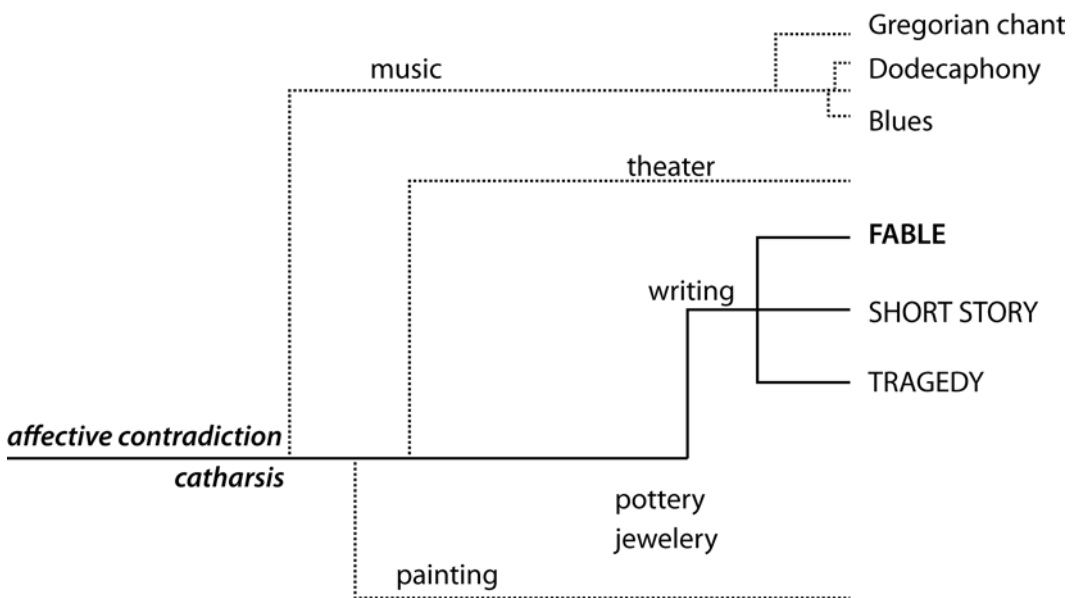 Gregorian chant
music
Dodecaphony
Blues
theater
FABLE
writing
SHORT STORY
TRAGEDY
affective contradiction
catharsis
pottery
jewelery
painting